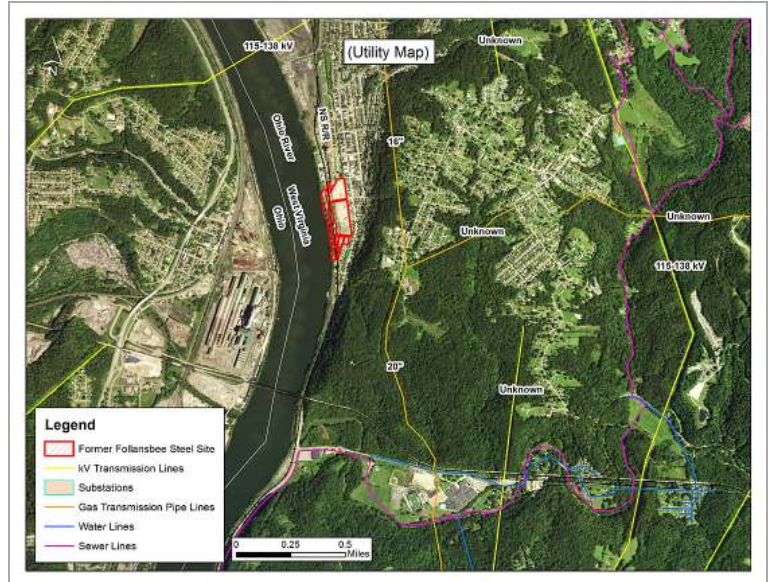 115-138 kV
(Utility Map)
Unknown
N
NS R/R
16"
Ohio River
West Virginia
Ohio
Unknown
Unknown
115-138 kV
20"
Unknown
Legend
Former Follansbee Steel Site
kV Transmission Lines
Substations
Gas Transmission Pipe Lines
Water Lines
Sewer Lines
0 0.25 0.5
Miles